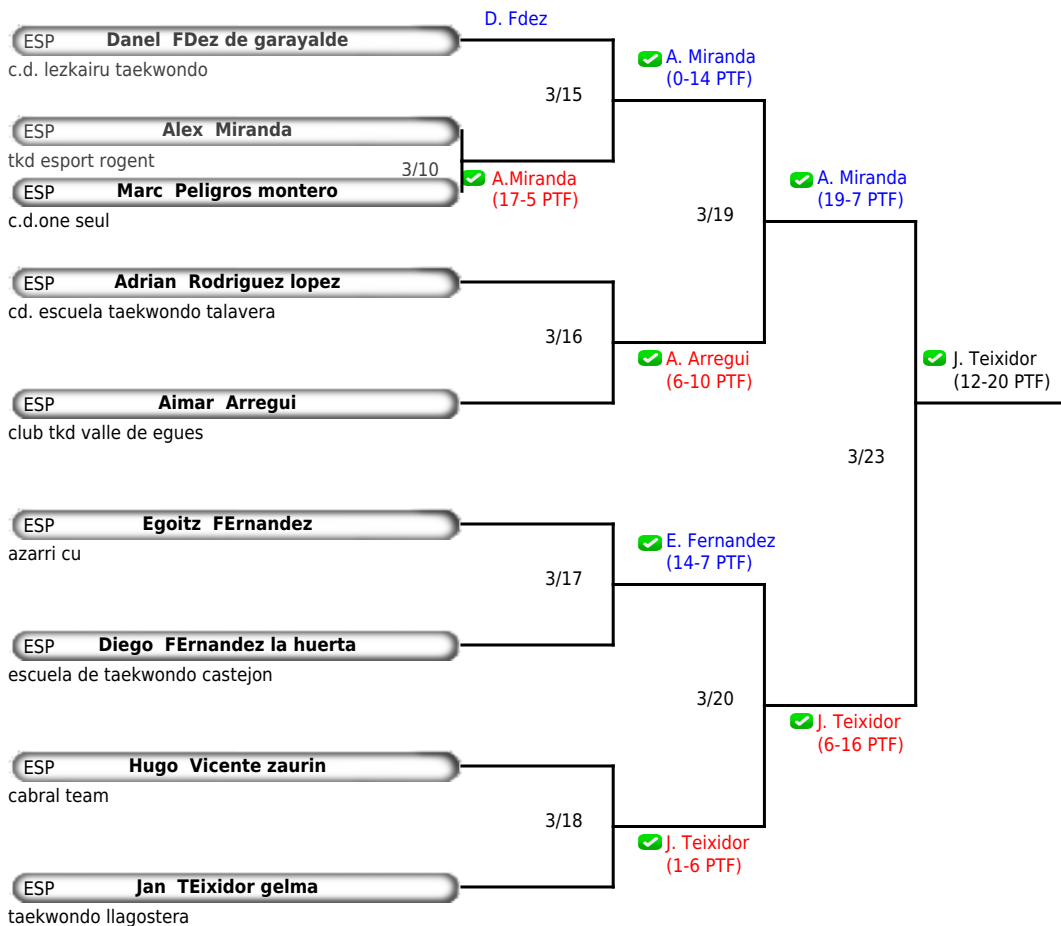 D. Fdez
ESP Danel FDez de garayalde
c.d. lezkairu taekwondo
A. Miranda
(0-14 PTF)
3/15
ESP Alex Miranda
tkd esport rogent
3/10
A.Miranda
(17-5 PTF)
ESP Marc Peligros montero
c.d.one seul
A. Miranda
(19-7 PTF)
3/19
ESP Adrian Rodriguez lopez
cd. escuela taekwondo talavera
3/16
A. Arregui
(6-10 PTF)
J. Teixidor
(12-20 PTF)
ESP Aimar Arregui
club tkd valle de egues
3/23
ESP Egoitz FErnandez
azarri cu
E. Fernandez
(14-7 PTF)
3/17
ESP Diego FErnandez la huerta
escuela de taekwondo castejon
3/20
J. Teixidor
(6-16 PTF)
ESP Hugo Vicente zaurin
cabral team
3/18
J. Teixidor
(1-6 PTF)
ESP Jan TEixidor gelma
taekwondo llagostera